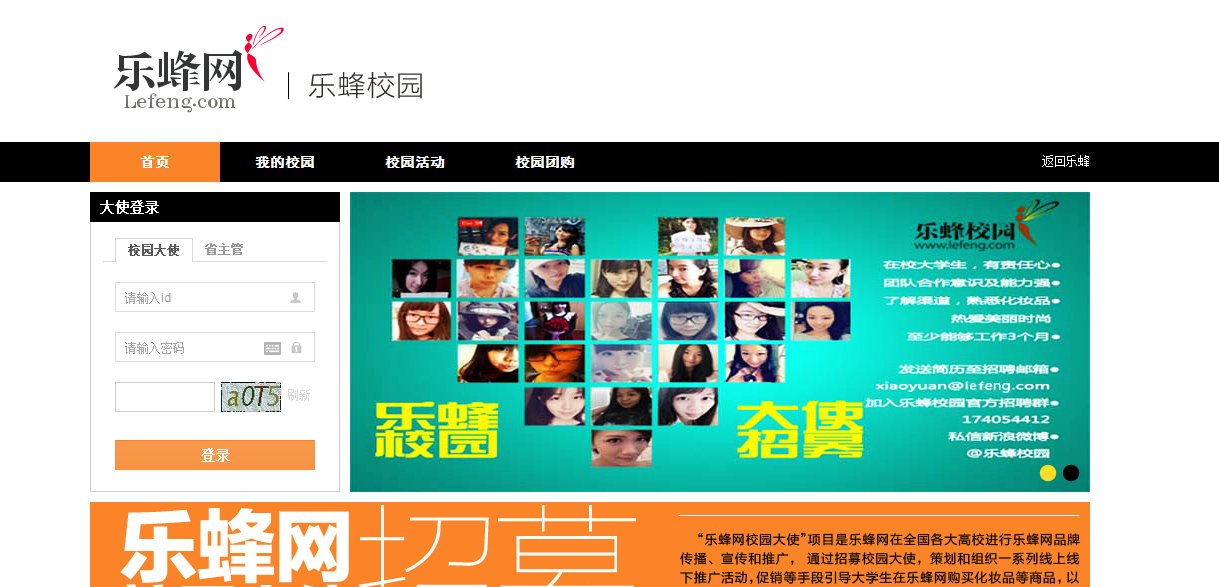 乐蜂网
Lefeng.com
乐蜂校园
首页
我的校园
校园活动
校园团购
返回乐蜂
大使登录
校园大使
省主管
请输入id
请输入密码
a0T5
刷新
登录
乐蜂校园
www.lefeng.com
在校大学生，有责任心●
团队合作意识及能力强●
了解渠道，熟悉化妆品●
热爱美丽时尚
至少能够工作3个月●
发送简历至招聘邮箱●
xiaoyuan@lefeng.com
加入乐蜂校园官方招聘群●
174054412
私信新浪微博●
@乐蜂校园
乐蜂
校园
大使
招募
乐蜂网
招募
“乐蜂网校园大使”项目是乐蜂网在全国各大高校进行乐蜂网品牌
传播、宣传和推广， 通过招募校园大使，策划和组织一系列线上线
下推广活动,促销等手段引导大学生在乐蜂网购买化妆品等商品，以